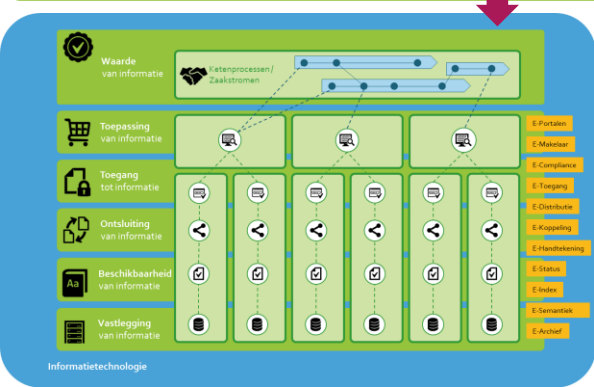 Waarde
van informatie
Ketenprocessen /
Zaakstromen
Toepassing
van informatie
Toegang
tot informatie
Ontsluiting
van informatie
Aa
Beschikbaarheid
van informatie
Vastlegging
van informatie
E-Portalen
E-Makelaar
E-Compliance
E-Toegang
E-Distributie
E-Koppeling
E-Handtekening
E-Status
E-Index
E-Semantiek
E-Archief
Informatietechnologie